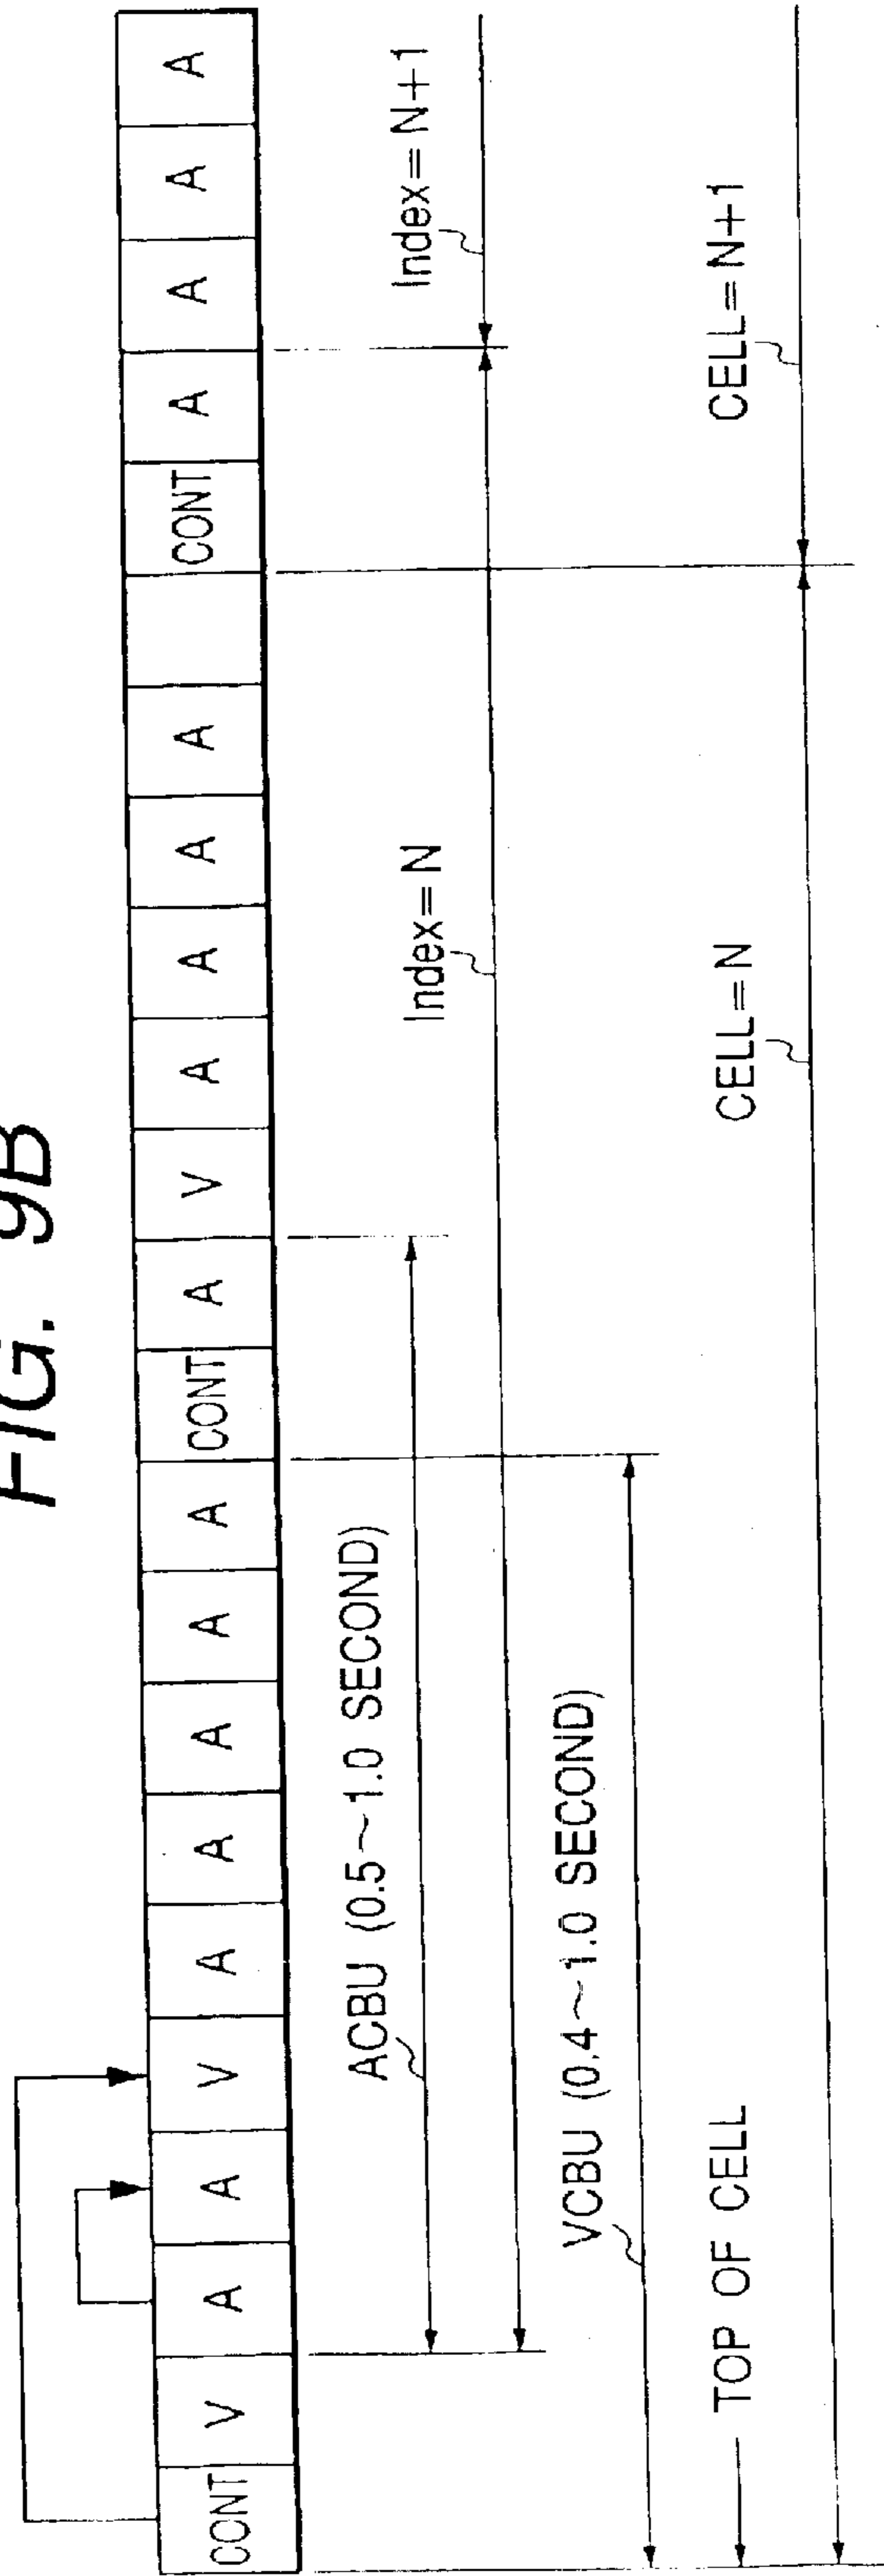 FIG. 9B
CONT V A A V A A A A A CONT A V A A A A CONT A A A A
ACBU (0.5~1.0 SECOND)
Index=N
Index=N+1
VCBU (0.4~1.0 SECOND)
TOP OF CELL
CELL=N
CELL=N+1